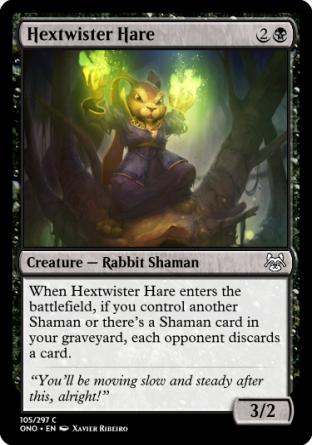 Hextwister Hare 2
Creature — Rabbit Shaman
When Hextwister Hare enters the
battlefield, if you control another
Shaman or there's a Shaman card in
your graveyard, each opponent discards
a card.
"You'll be moving slow and steady after
this, alright!"
3/2
105/297 C
ONO • EN Xavier Ribeiro